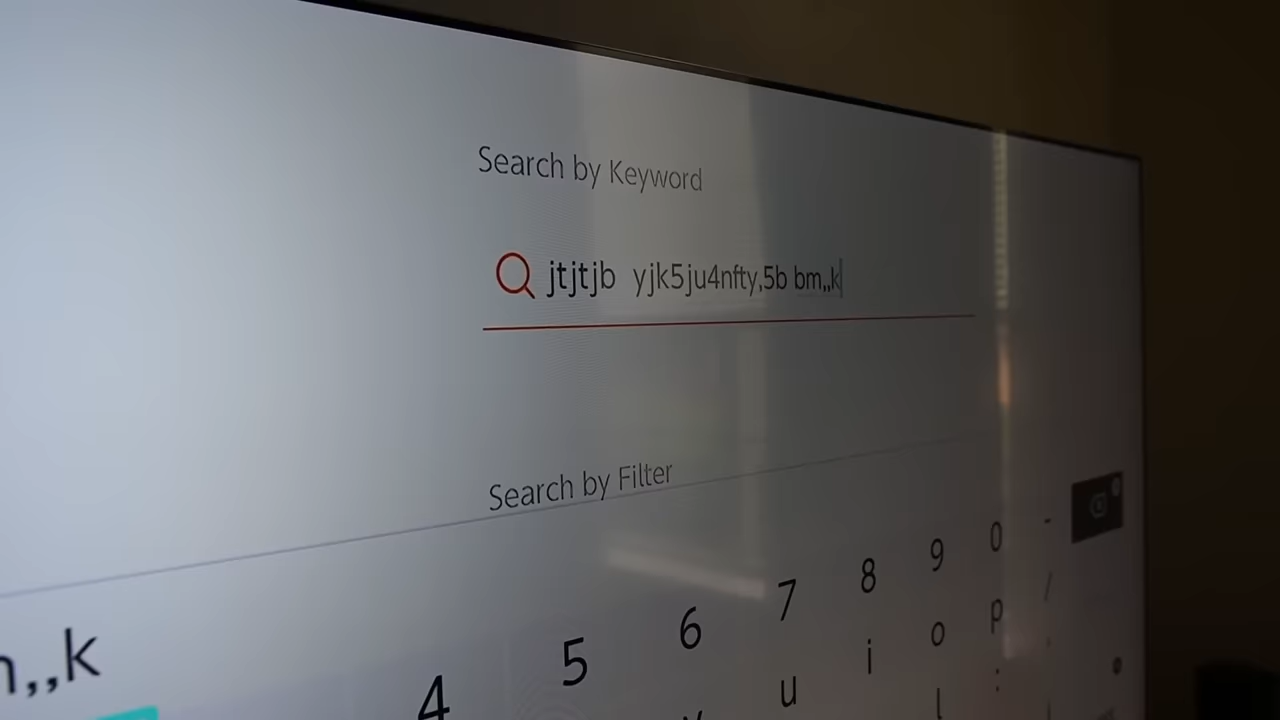 Search by Keyword
jtjtjb  yjk5ju4nfty,5b bm,,k
Search by Filter
,,k
4 5 6 7 8 9 0 -
u i o p /
l :